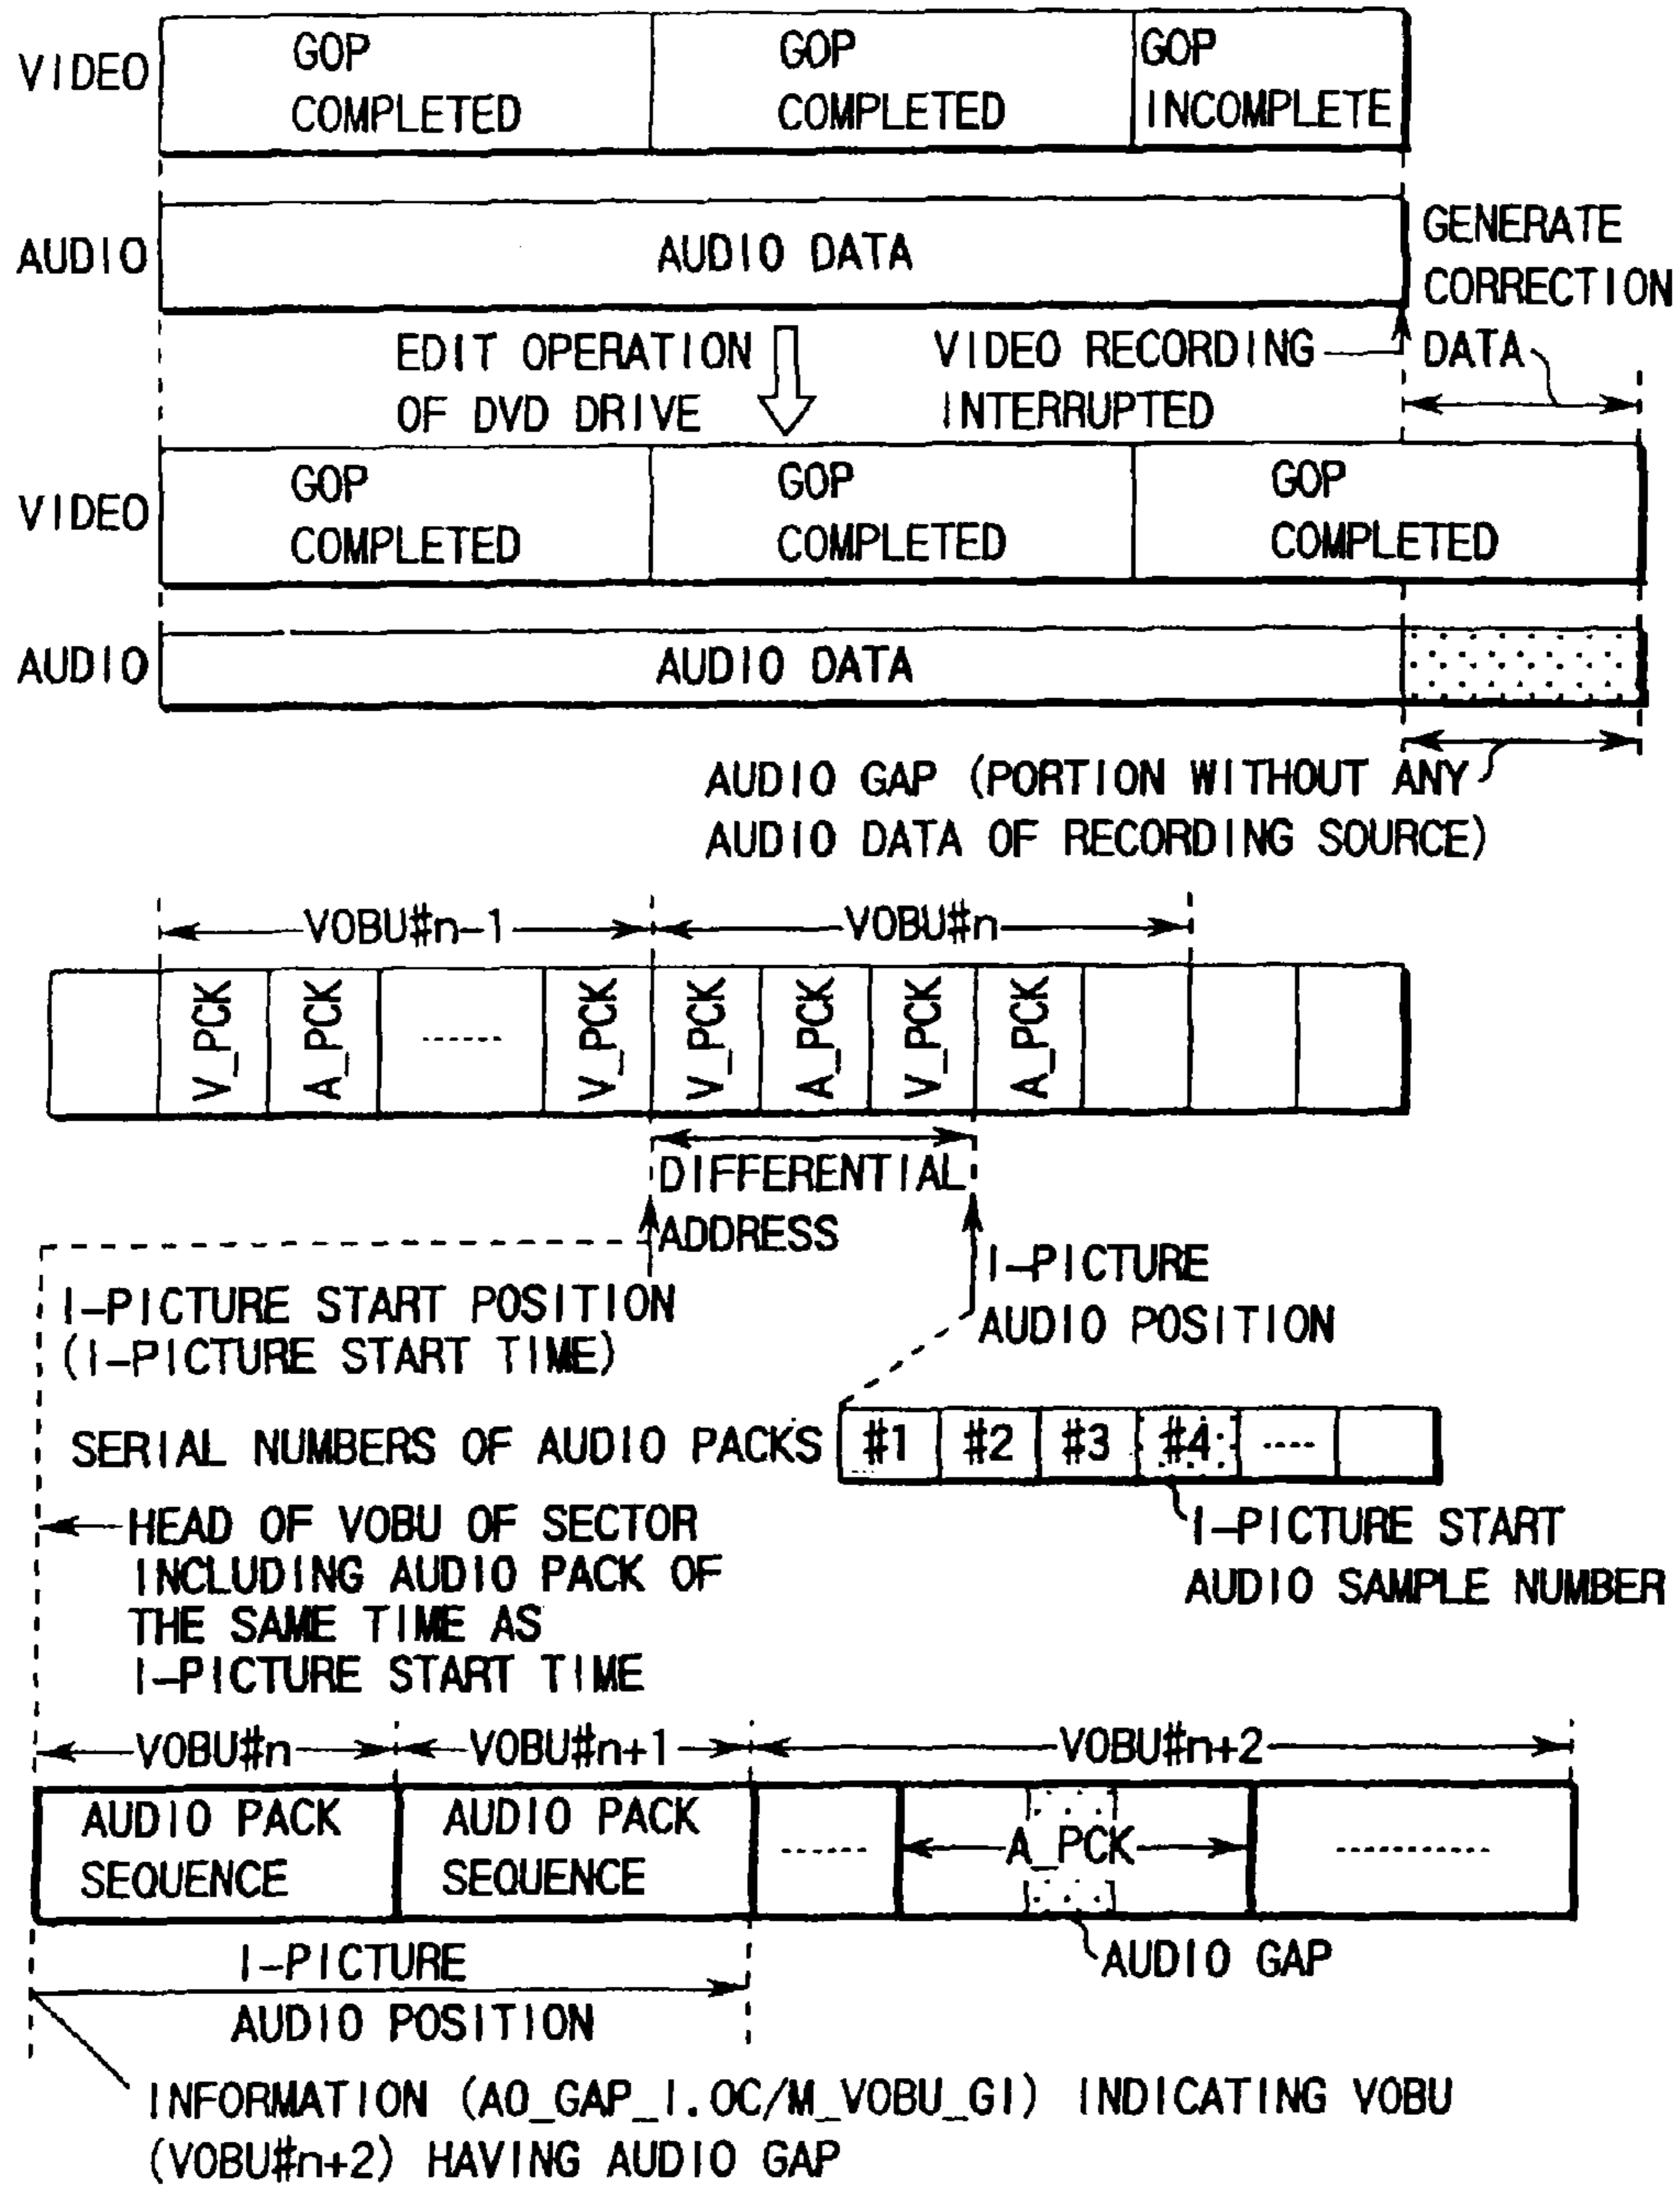 VIDEO
GOP
COMPLETED
GOP
COMPLETED
GOP
INCOMPLETE
AUDIO
AUDIO DATA
GENERATE
CORRECTION
DATA
EDIT OPERATION
OF DVD DRIVE
VIDEO RECORDING
INTERRUPTED
VIDEO
GOP
COMPLETED
GOP
COMPLETED
GOP
COMPLETED
AUDIO
AUDIO DATA
AUDIO GAP (PORTION WITHOUT ANY
AUDIO DATA OF RECORDING SOURCE)
VOBU#n-1
VOBU#n
V_PCK
A_PCK
V_PCK
V_PCK
A_PCK
V_PCK
A_PCK
DIFFERENTIAL
ADDRESS
I-PICTURE START POSITION
(I-PICTURE START TIME)
I-PICTURE
AUDIO POSITION
SERIAL NUMBERS OF AUDIO PACKS
#1
#2
#3
#4
I-PICTURE START
AUDIO SAMPLE NUMBER
HEAD OF VOBU OF SECTOR
INCLUDING AUDIO PACK OF
THE SAME TIME AS
I-PICTURE START TIME
VOBU#n
VOBU#n+1
VOBU#n+2
AUDIO PACK
SEQUENCE
AUDIO PACK
SEQUENCE
A_PCK
AUDIO GAP
I-PICTURE
AUDIO POSITION
INFORMATION (A0_GAP_I.OC/M_VOBU_GI) INDICATING VOBU
(VOBU#n+2) HAVING AUDIO GAP